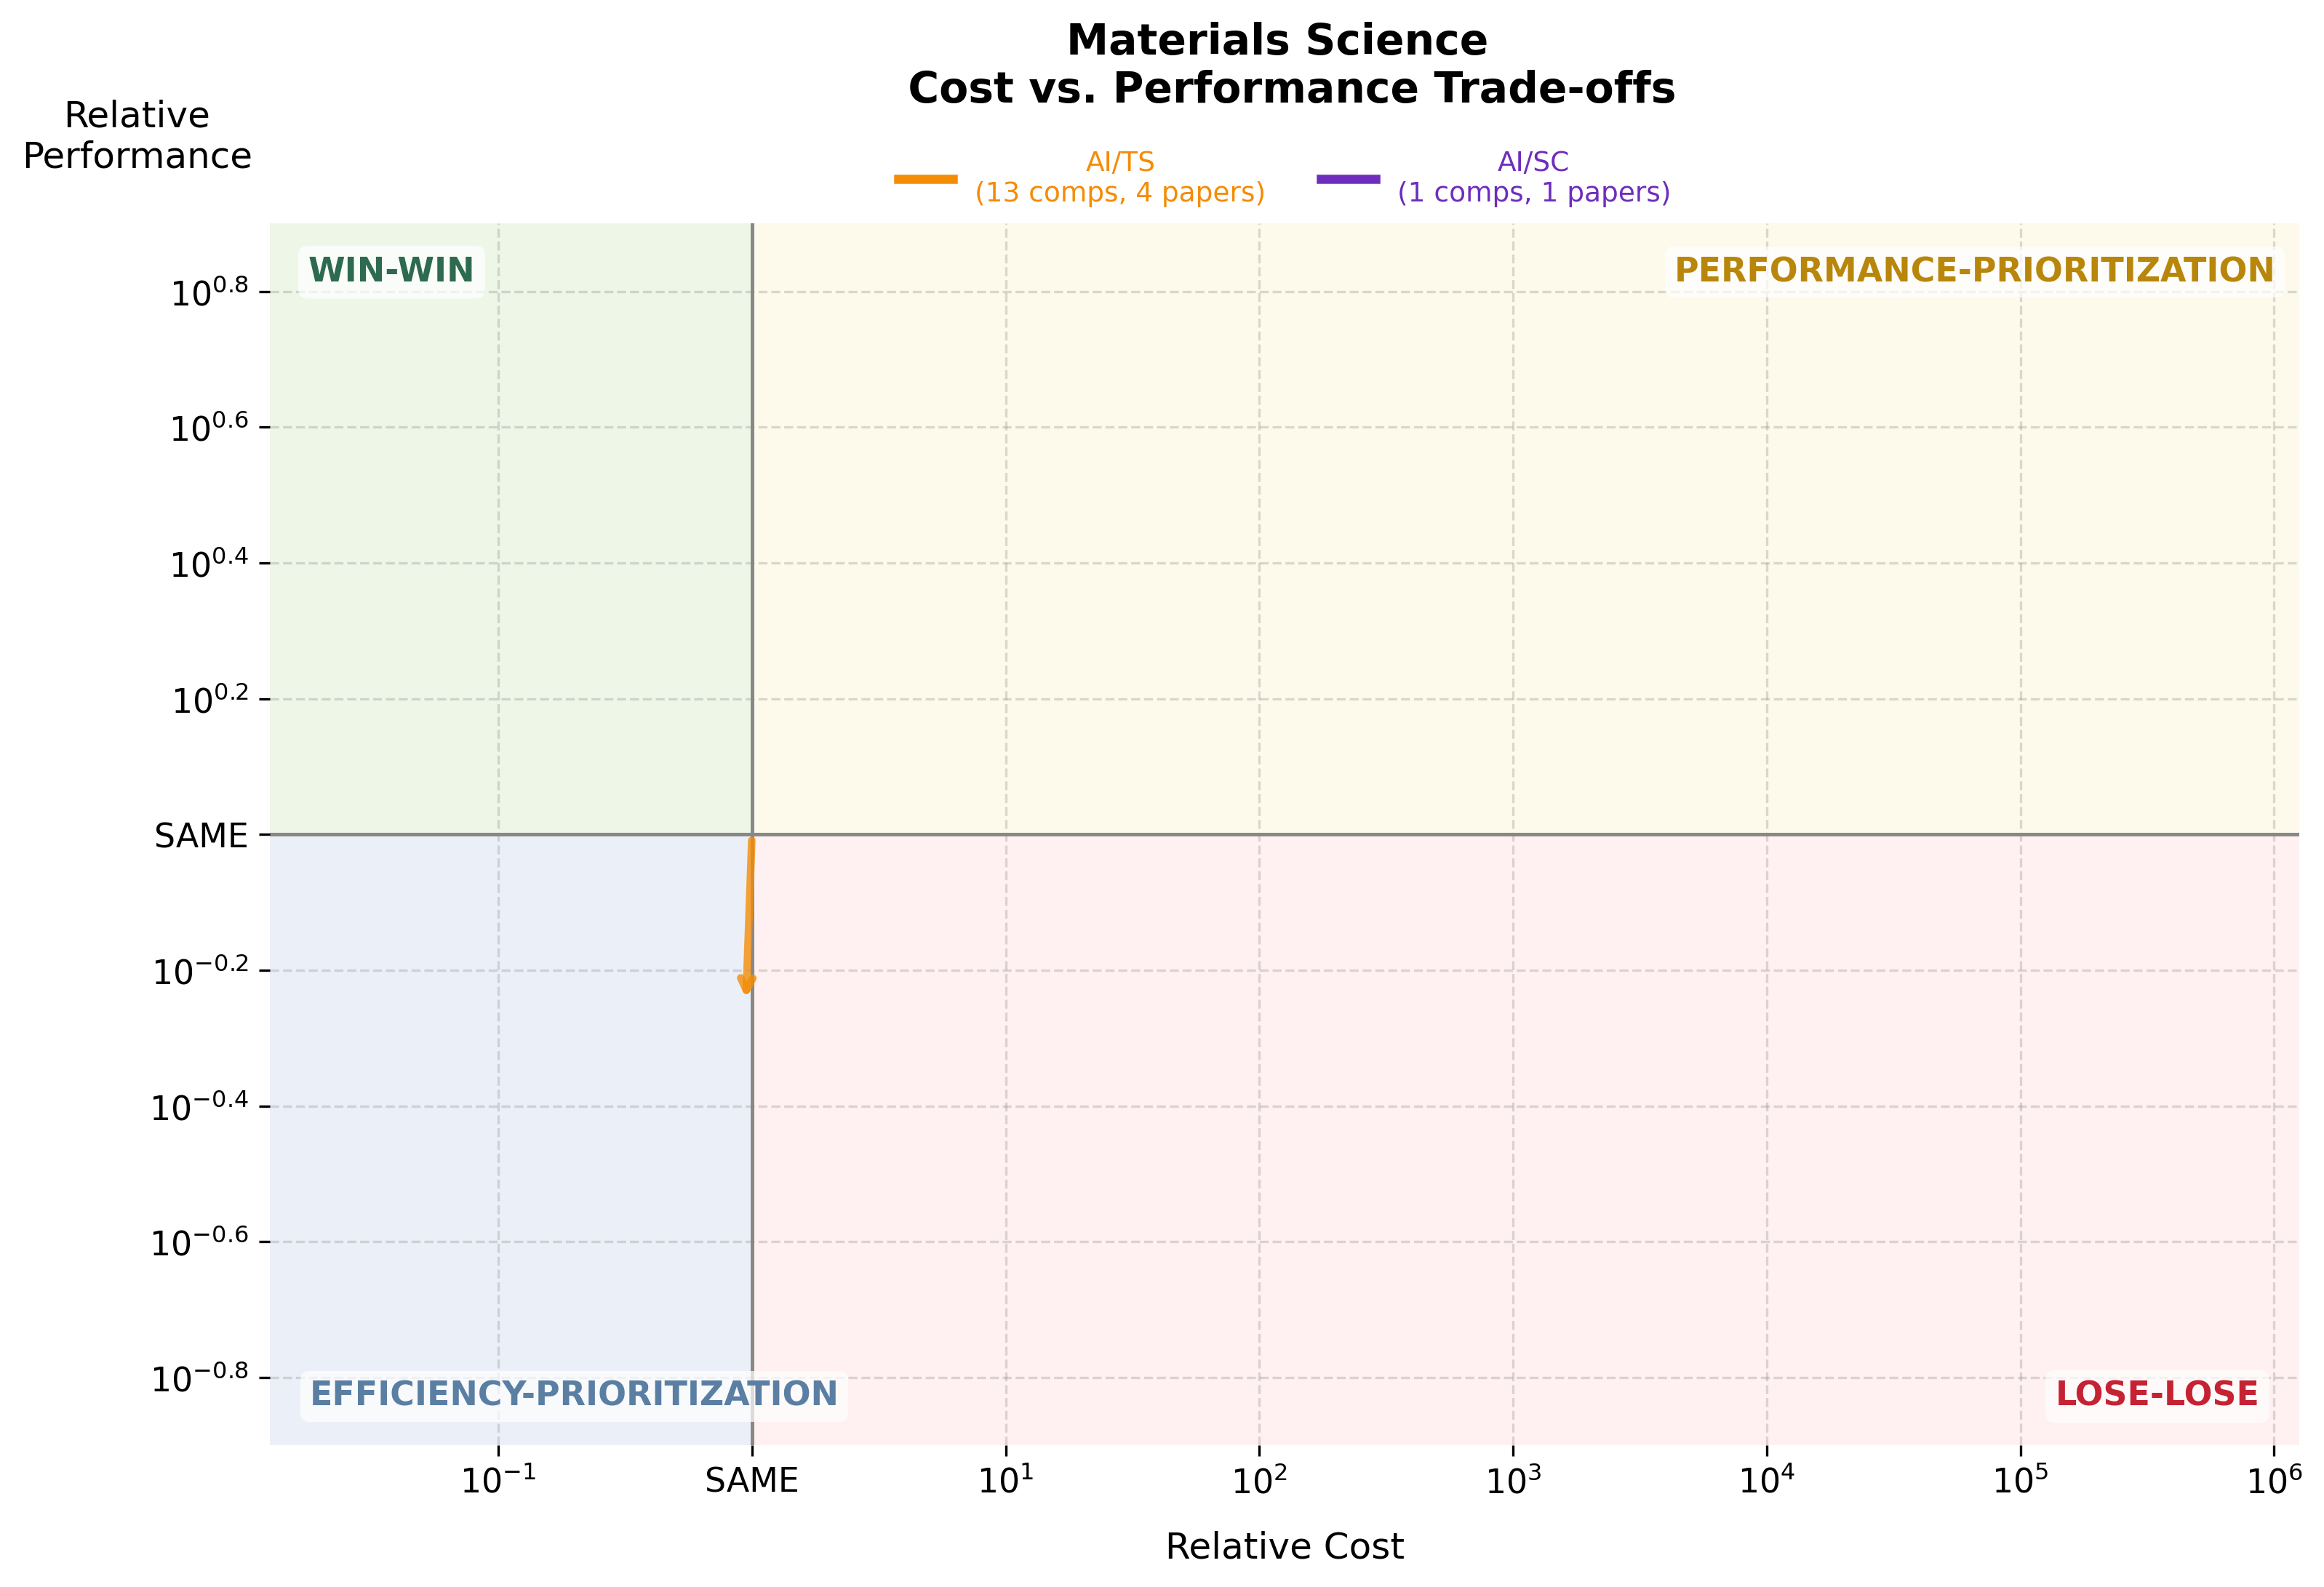 Materials Science
Cost vs. Performance Trade-offs
Relative
Performance
AI/TS
(13 comps, 4 papers)
AI/SC
(1 comps, 1 papers)
WIN-WIN
PERFORMANCE-PRIORITIZATION
10^0.8
10^0.6
10^0.4
10^0.2
SAME
10^−0.2
10^−0.4
10^−0.6
10^−0.8
EFFICIENCY-PRIORITIZATION
LOSE-LOSE
10^−1 SAME 10^1 10^2 10^3 10^4 10^5 10^6
Relative Cost